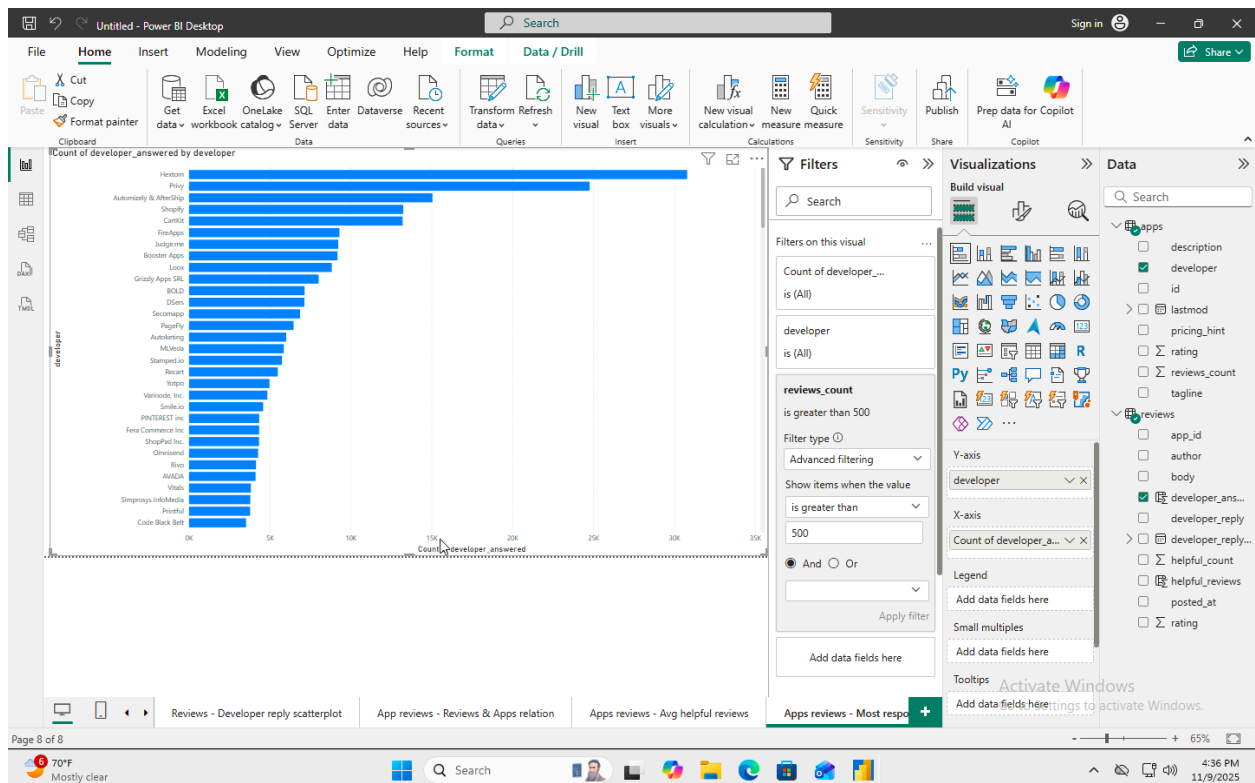 Untitled - Power BI Desktop
Search
Sign in
File Home Insert Modeling View Optimize Help Format Data / Drill
Share
Paste
Cut
Copy
Format painter
Clipboard
Get data
Excel workbook
OneLake catalog
SQL Server
Enter data
Dataverse
Recent sources
Data
Transform data
Refresh
Queries
New visual
Text box
More visuals
Insert
New visual calculation
New measure
Quick measure
Calculations
Sensitivity
Sensitivity
Publish
Share
Prep data for Copilot AI
Copilot
Count of developer_answered by developer
developer
Hextom
Privy
Automizely & AfterShip
Shopify
CartKit
FireApps
Judge.me
Booster Apps
Loox
Grizzly Apps SRL
BOLD
DSers
Secomapp
PageFly
Autoketing
MLVeda
Stamped.io
Recart
Yotpo
Varinode, Inc.
Smile.io
PINTEREST inc
Fera Commerce Inc
ShopPad Inc.
Omnisend
Rivo
AVADA
Vitals
Simprosys InfoMedia
Printful
Code Black Belt
0K 5K 10K 15K 20K 25K 30K 35K
Count developer_answered
Filters
Search
Filters on this visual
Count of developer_...
is (All)
developer
is (All)
reviews_count
is greater than 500
Filter type
Advanced filtering
Show items when the value
is greater than
500
And Or
Apply filter
Add data fields here
Visualizations
Build visual
Py
R
123
Y-axis
developer
X-axis
Count of developer_a...
Legend
Add data fields here
Small multiples
Add data fields here
Tooltips
Add data fields here
Data
Search
apps
description
developer
id
lastmod
pricing_hint
rating
reviews_count
tagline
reviews
app_id
author
body
developer_ans...
developer_reply
developer_reply...
helpful_count
helpful_reviews
posted_at
rating
Activate Windows
Go to Settings to activate Windows.
Reviews - Developer reply scatterplot
App reviews - Reviews & Apps relation
Apps reviews - Avg helpful reviews
Apps reviews - Most respo
Page 8 of 8
65%
6
70°F
Mostly clear
Search
4:36 PM
11/9/2025